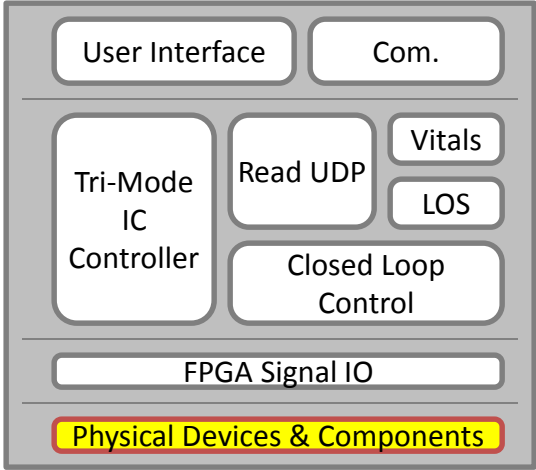 User Interface
Com.
Tri-Mode
IC
Controller
Read UDP
Vitals
LOS
Closed Loop
Control
FPGA Signal IO
Physical Devices & Components